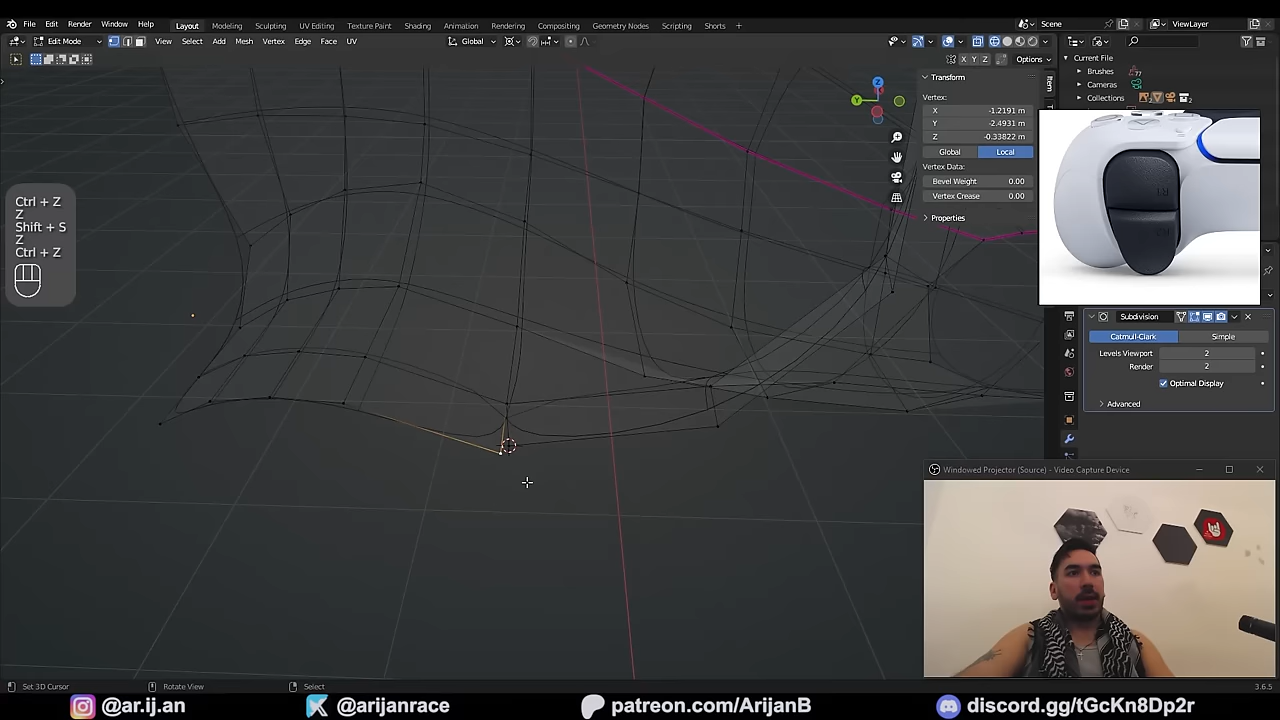 File Edit Render Window Help Layout Modeling Sculpting UV Editing Texture Paint Shading Animation Rendering Compositing Geometry Nodes Scripting Shorts + Scene ViewLayer
Edit Mode View Select Add Mesh Vertex Edge Face UV Global
X Y Z Options
Transform
Item
Vertex:
X -1.2191 m
Y -2.4931 m
Z -0.33822 m
Global Local
Vertex Data:
Bevel Weight 0.00
Vertex Crease 0.00
Properties
Z
Y
Current File
Brushes
77
Cameras
Collections
2
R1
Ctrl + Z
Z
Shift + S
Z
Ctrl + Z
Subdivision
Catmull-Clark Simple
Levels Viewport 2
Render 2
Optimal Display
Advanced
Windowed Projector (Source) - Video Capture Device
Set 3D Cursor Rotate View Select 3.6.5
@ar.ij.an @arijanrace patreon.com/ArijanB discord.gg/tGcKn8Dp2r